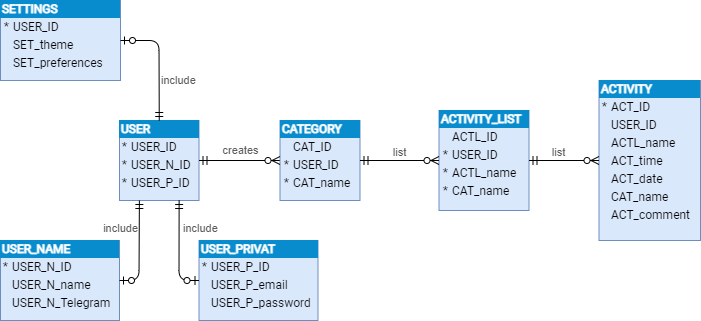 SETTINGS
* USER_ID
SET_theme
SET_preferences
include
USER
* USER_ID
* USER_N_ID
* USER_P_ID
creates
CATEGORY
CAT_ID
* USER_ID
* CAT_name
list
ACTIVITY_LIST
ACTL_ID
* USER_ID
* ACTL_name
* CAT_name
list
ACTIVITY
* ACT_ID
USER_ID
ACTL_name
ACT_time
ACT_date
CAT_name
ACT_comment
include
include
USER_NAME
* USER_N_ID
USER_N_name
USER_N_Telegram
USER_PRIVAT
* USER_P_ID
USER_P_email
USER_P_password